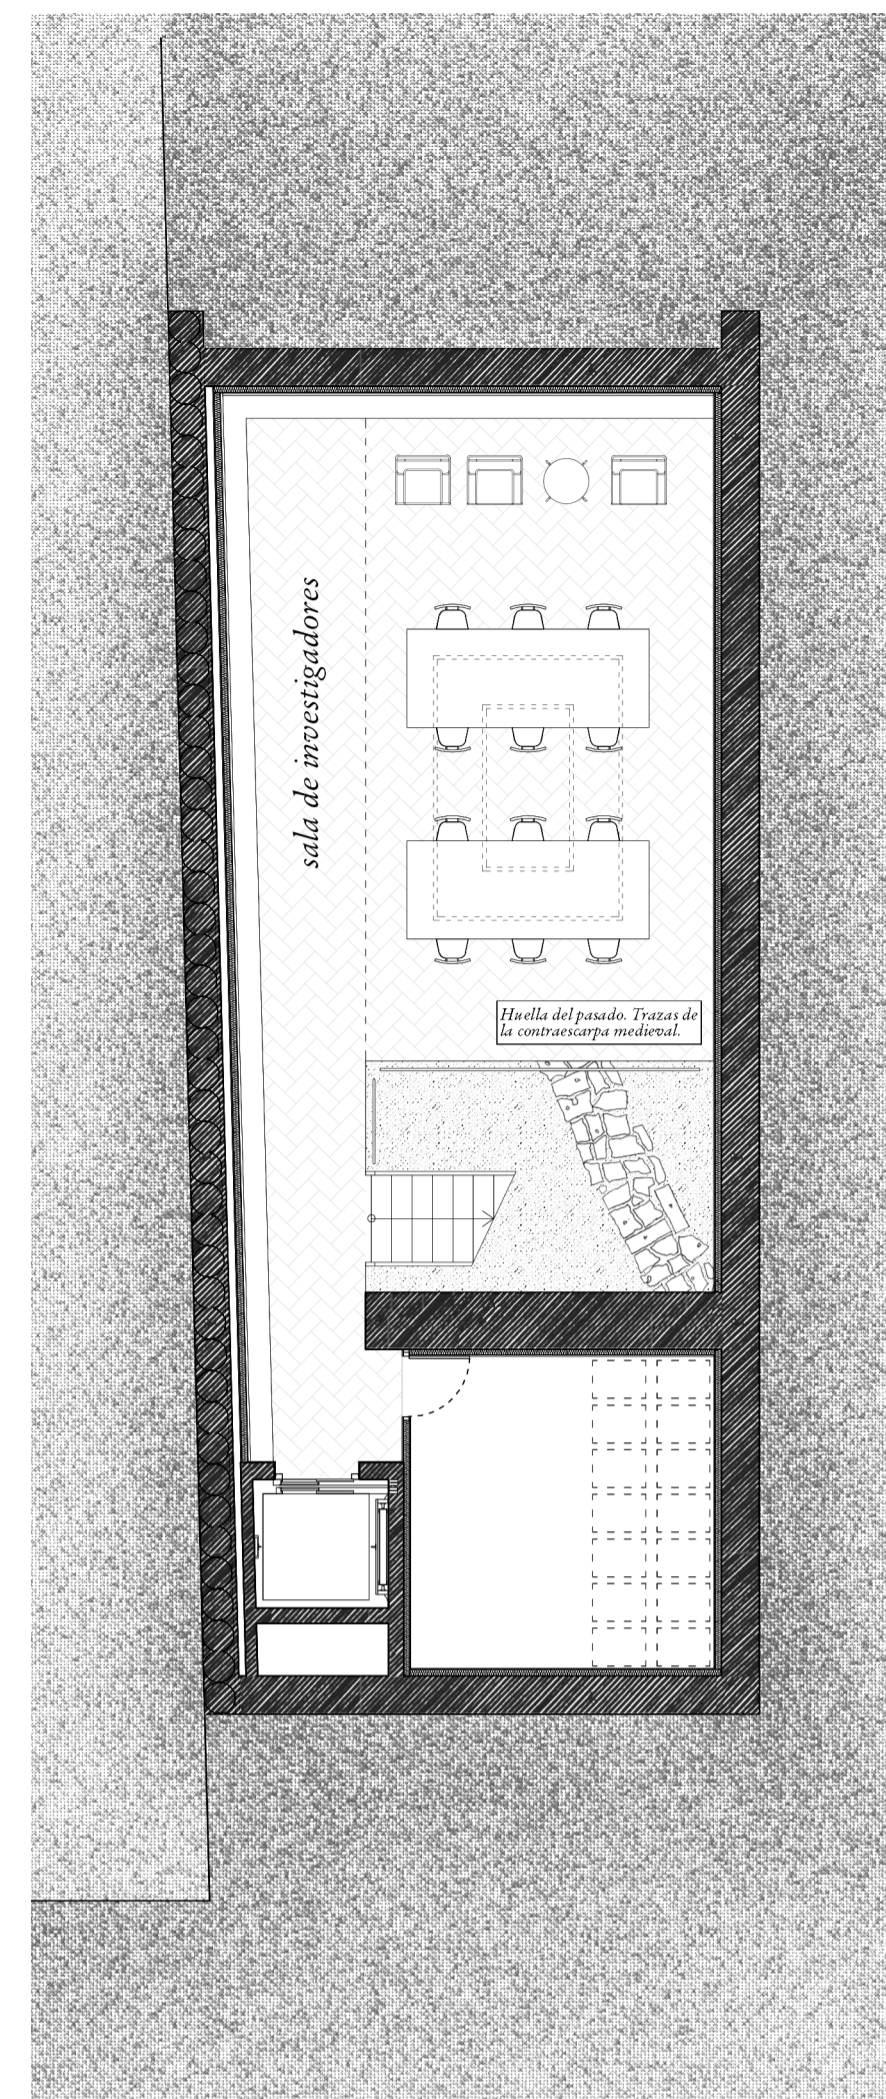 sala de investigadores
Huella del pasado. Trazas de
la contraescarpa medieval.